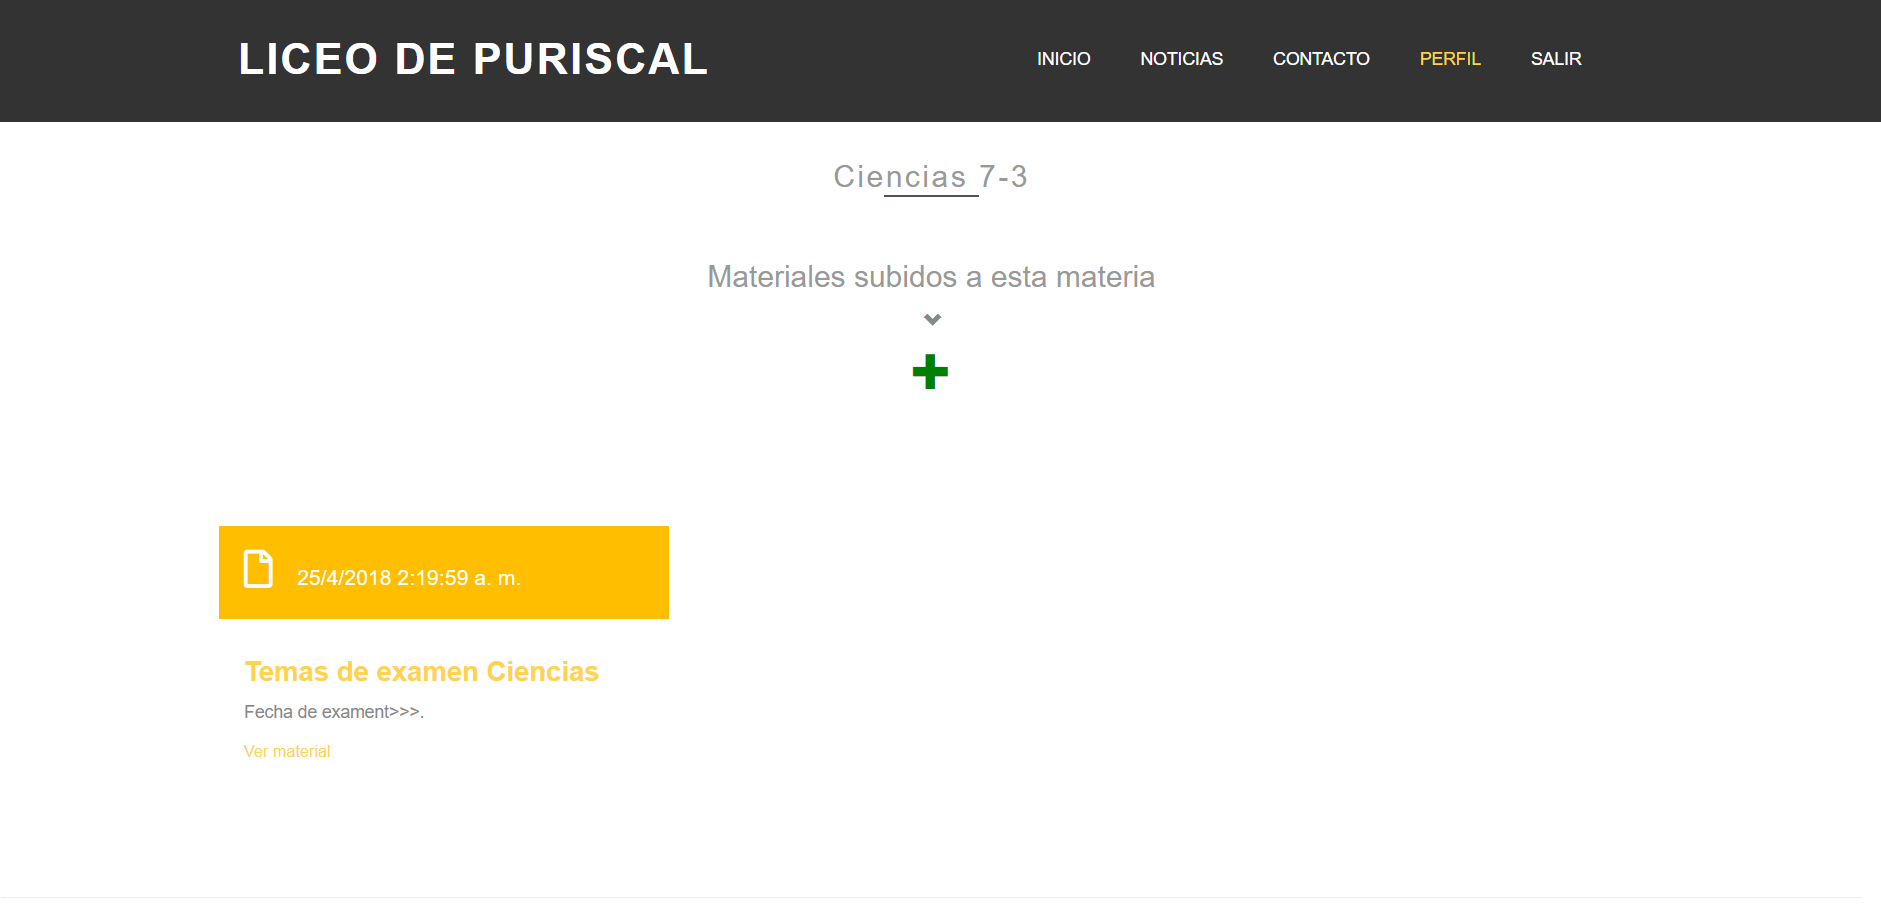 LICEO DE PURISCAL
INICIO NOTICIAS CONTACTO PERFIL SALIR
Ciencias 7-3
Materiales subidos a esta materia
25/4/2018 2:19:59 a. m.
Temas de examen Ciencias
Fecha de exament>>>.
Ver material